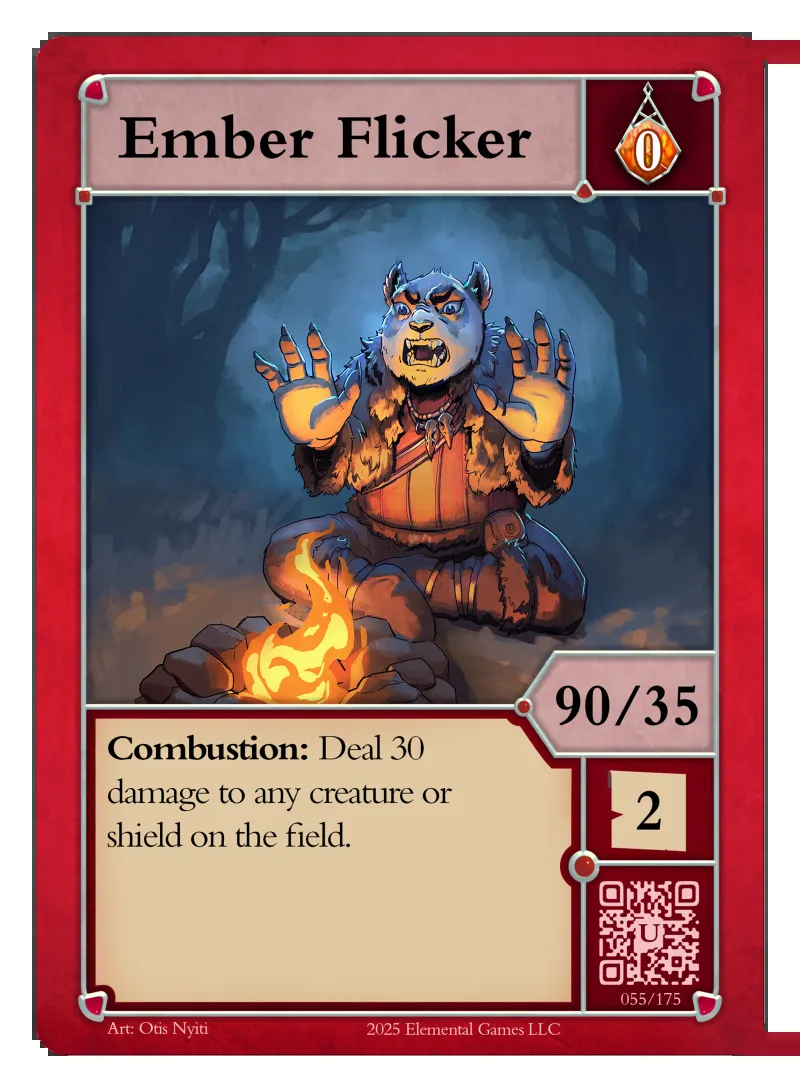 Ember Flicker
0
90/35
Combustion: Deal 30
damage to any creature or
shield on the field.
2
U
055/175
Art: Otis Nyiti
2025 Elemental Games LLC